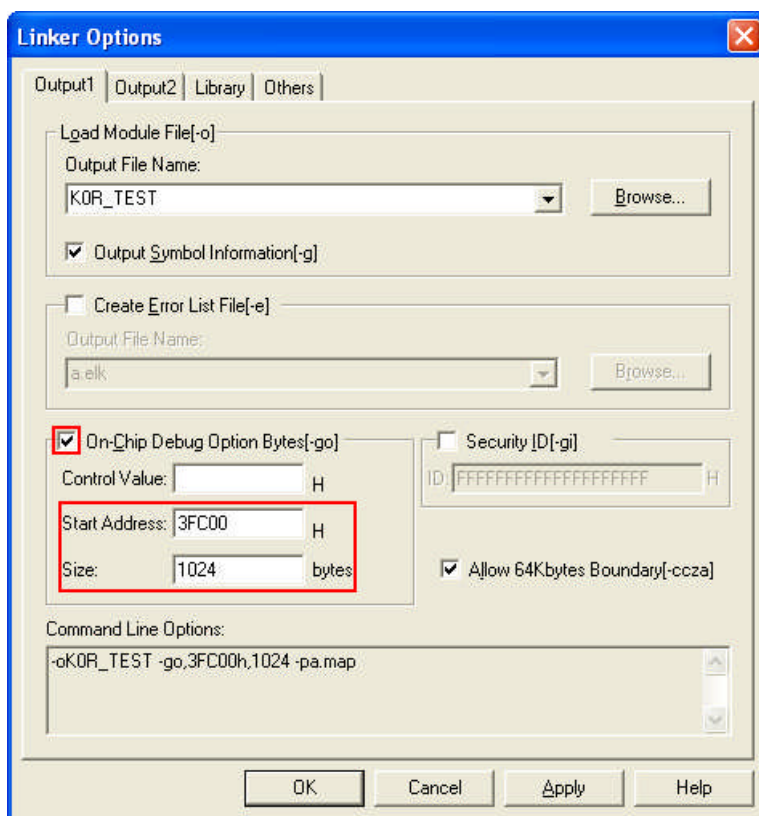 Linker Options
Output1 Output2 Library Others
Load Module File[-o]
Output File Name:
K0R_TEST Browse...
Output Symbol Information[-g]
Create Error List File[-e]
Output File Name:
a.elk Browse...
On-Chip Debug Option Bytes[-go] Security ID[-gi]
Control Value: H ID: FFFFFFFFFFFFFFFFFFFF H
Start Address: 3FC00 H
Size: 1024 bytes Allow 64Kbytes Boundary[-ccza]
Command Line Options:
-oK0R_TEST -go,3FC00h,1024 -pa.map
OK Cancel Apply Help